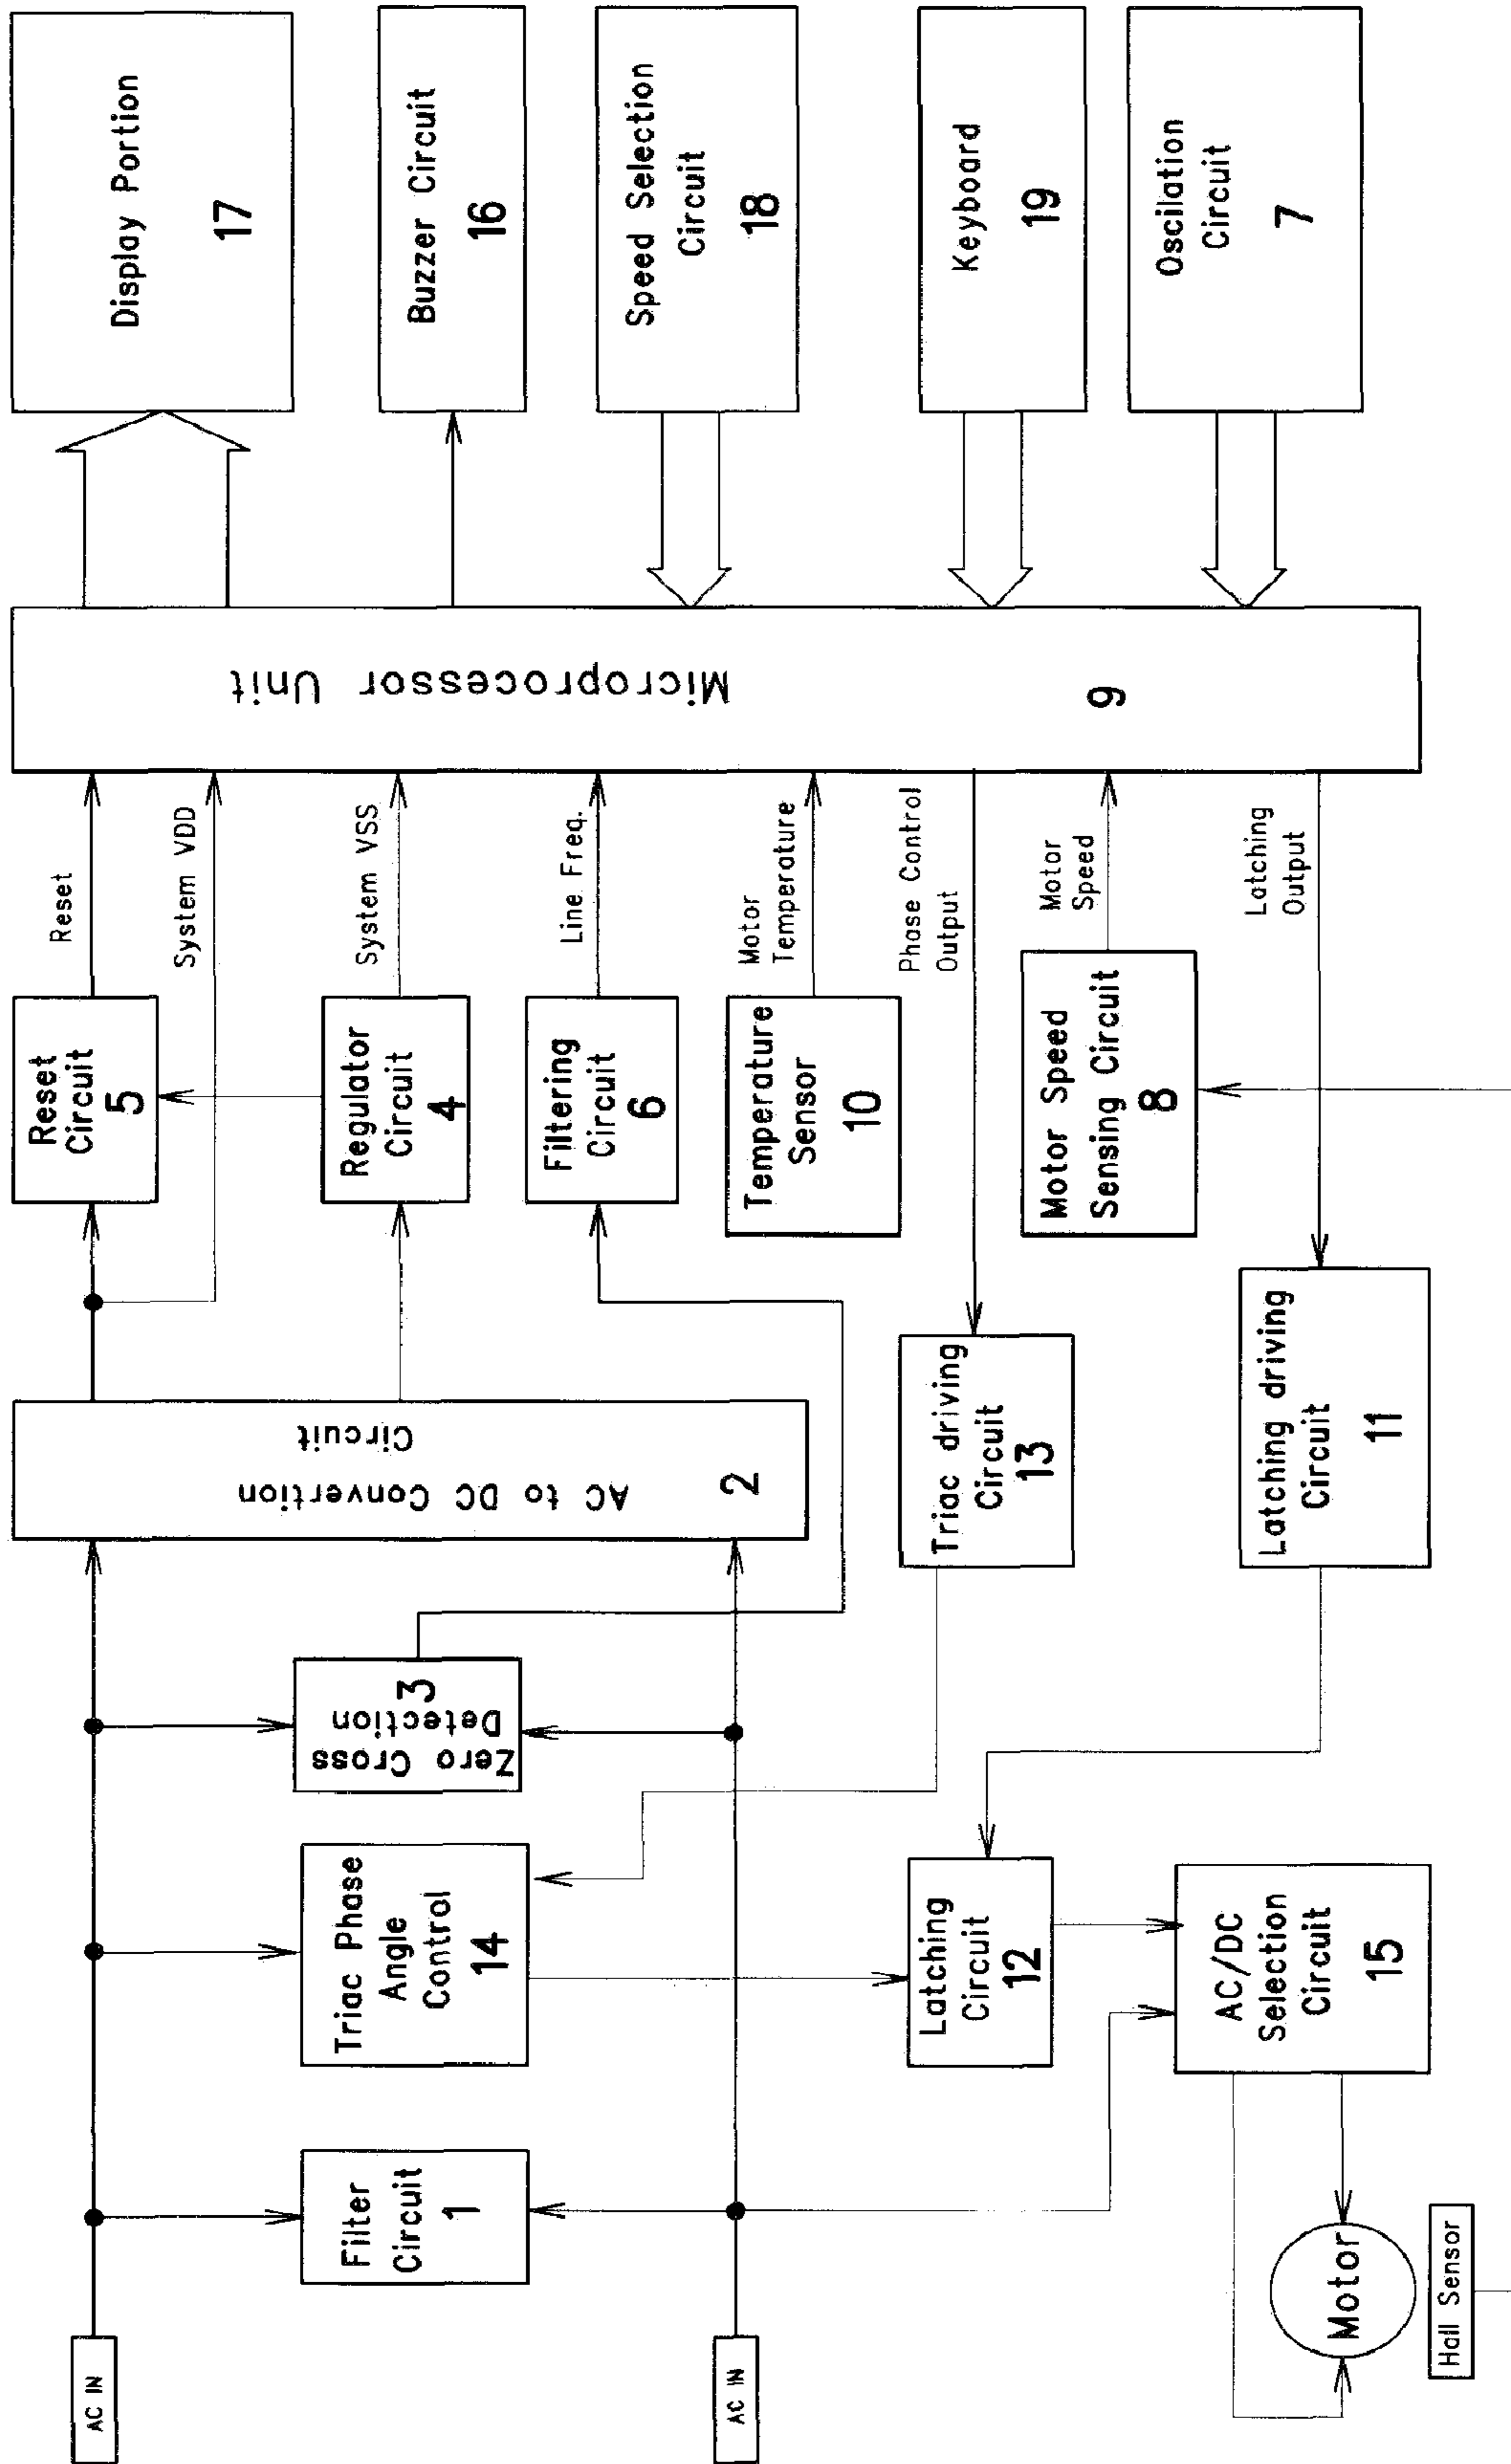 AC IN
AC IN
Filter
Circuit
1
Triac Phase
Angle
Control
14
Zero Cross
Detection
3
AC to DC Convertion
Circuit
2
Reset
Circuit
5
Regulator
Circuit
4
Filtering
Circuit
6
Temperature
Sensor
10
Motor Speed
Sensing Circuit
8
Triac driving
Circuit
13
Latching driving
Circuit
11
Latching
Circuit
12
AC/DC
Selection
Circuit
15
Motor
Hall Sensor
Reset
System VDD
System VSS
Line Freq.
Motor
Temperature
Phase Control
Output
Motor
Speed
Latching
Output
Microprocessor Unit
9
Display Portion
17
Buzzer Circuit
16
Speed Selection
Circuit
18
Keyboard
19
Oscilation
Circuit
7